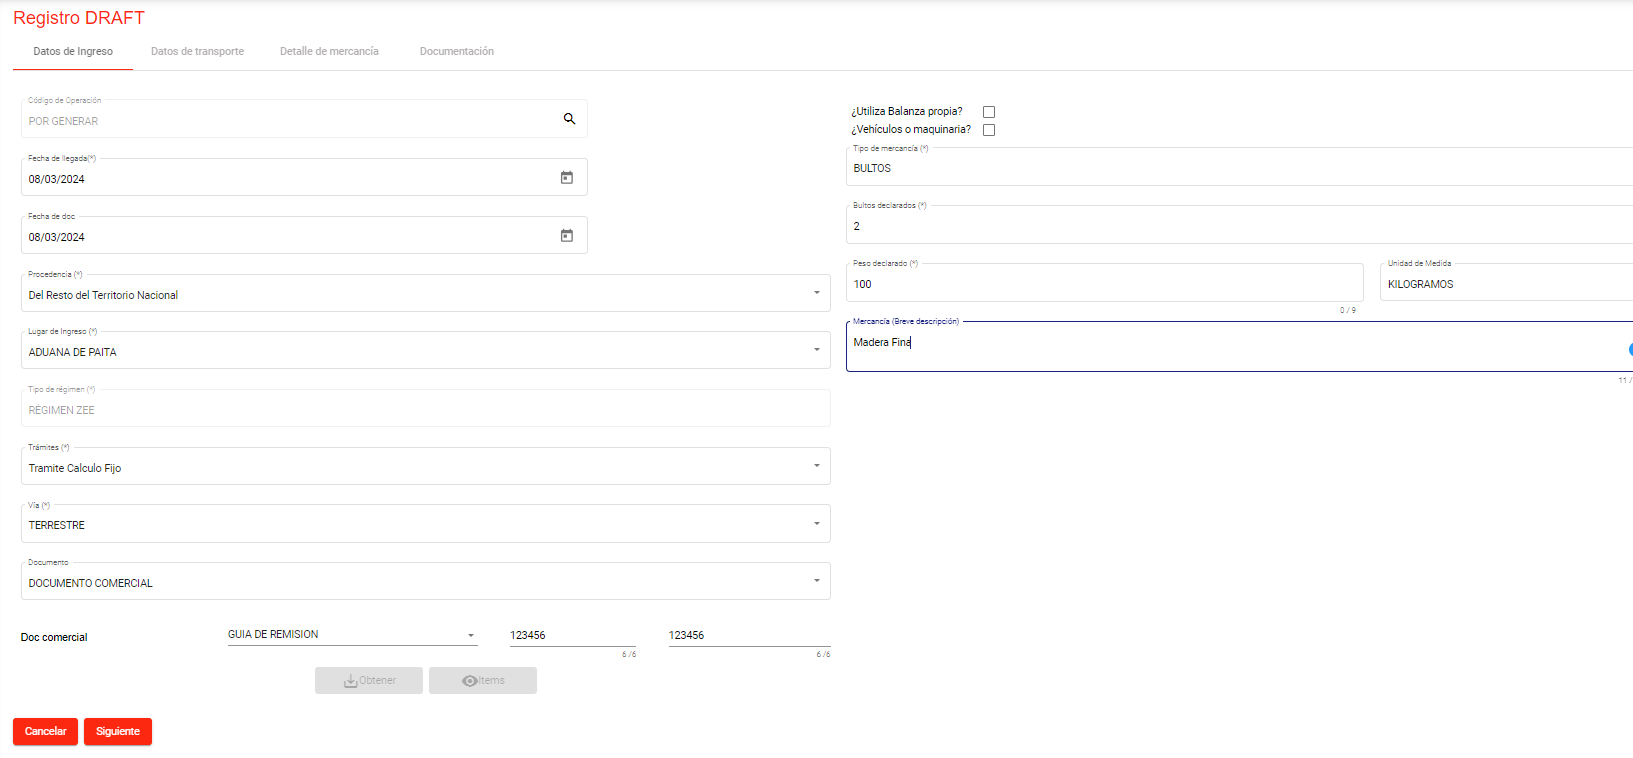 Registro DRAFT
Datos de Ingreso
Datos de transporte
Detalle de mercancía
Documentación
Código de Operación
POR GENERAR
Fecha de llegada(*)
08/03/2024
Fecha de doc
08/03/2024
Procedencia (*)
Del Resto del Territorio Nacional
Lugar de Ingreso (*)
ADUANA DE PAITA
Tipo de régimen (*)
RÉGIMEN ZEE
Trámites (*)
Tramite Calculo Fijo
Vía (*)
TERRESTRE
Documento
DOCUMENTO COMERCIAL
Doc comercial
GUIA DE REMISION
123456
6 /6
123456
6 /6
Obtener
Items
Cancelar
Siguiente
¿Utiliza Balanza propia?
¿Vehículos o maquinaria?
Tipo de mercancía (*)
BULTOS
Bultos declarados (*)
2
Peso declarado (*)
100
0 / 9
Unidad de Medida
KILOGRAMOS
Mercancía (Breve descripción)
Madera Fina
11 /